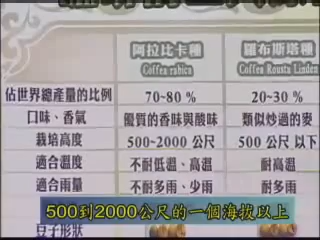 阿拉比卡種 羅布斯塔種
Coffea rabica Coffea Rousta Linden
佔世界總產量的比例 70~80 % 20~30 %
口味、香氣 優質的香味與酸味 類似炒過的麥
栽培高度 500~2000 公尺 500 公尺 以下
適合溫度 不耐低溫、高溫 耐高溫
適合雨量 不耐多雨、少雨 耐多雨
500到2000公尺的一個海拔以上
豆子形狀